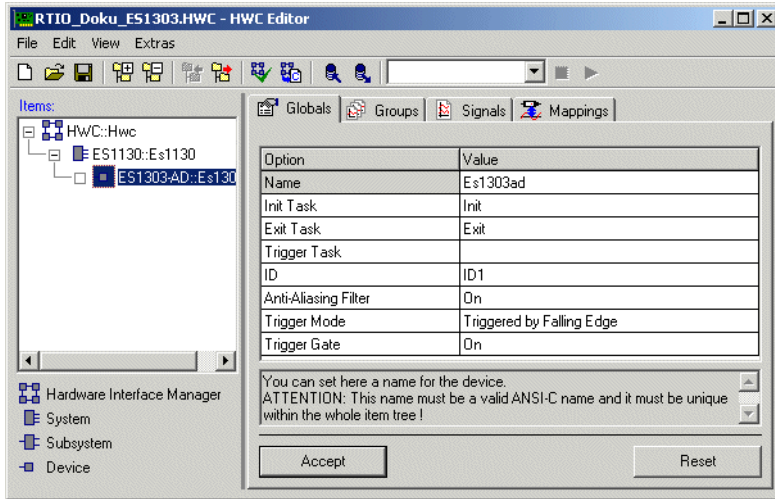 RTIO_Doku_ES1303.HWC - HWC Editor
File Edit View Extras
Items:
HWC::Hwc
ES1130::Es1130
ES1303-AD::Es130
Hardware Interface Manager
System
Subsystem
Device
Globals Groups Signals Mappings
Option Value
Name Es1303ad
Init Task Init
Exit Task Exit
Trigger Task
ID ID1
Anti-Aliasing Filter On
Trigger Mode Triggered by Falling Edge
Trigger Gate On
You can set here a name for the device.
ATTENTION: This name must be a valid ANSI-C name and it must be unique
within the whole item tree !
Accept Reset